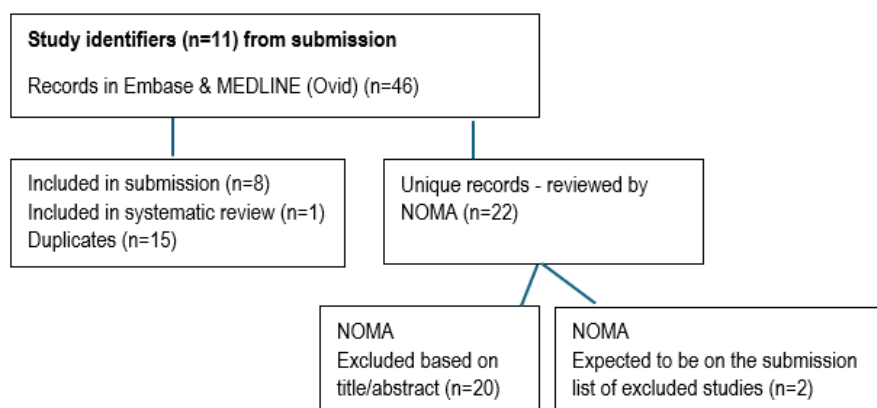 Study identifiers (n=11) from submission
Records in Embase & MEDLINE (Ovid) (n=46)
Included in submission (n=8)
Included in systematic review (n=1)
Duplicates (n=15)
Unique records - reviewed by
NOMA (n=22)
NOMA
Excluded based on
title/abstract (n=20)
NOMA
Expected to be on the submission
list of excluded studies (n=2)